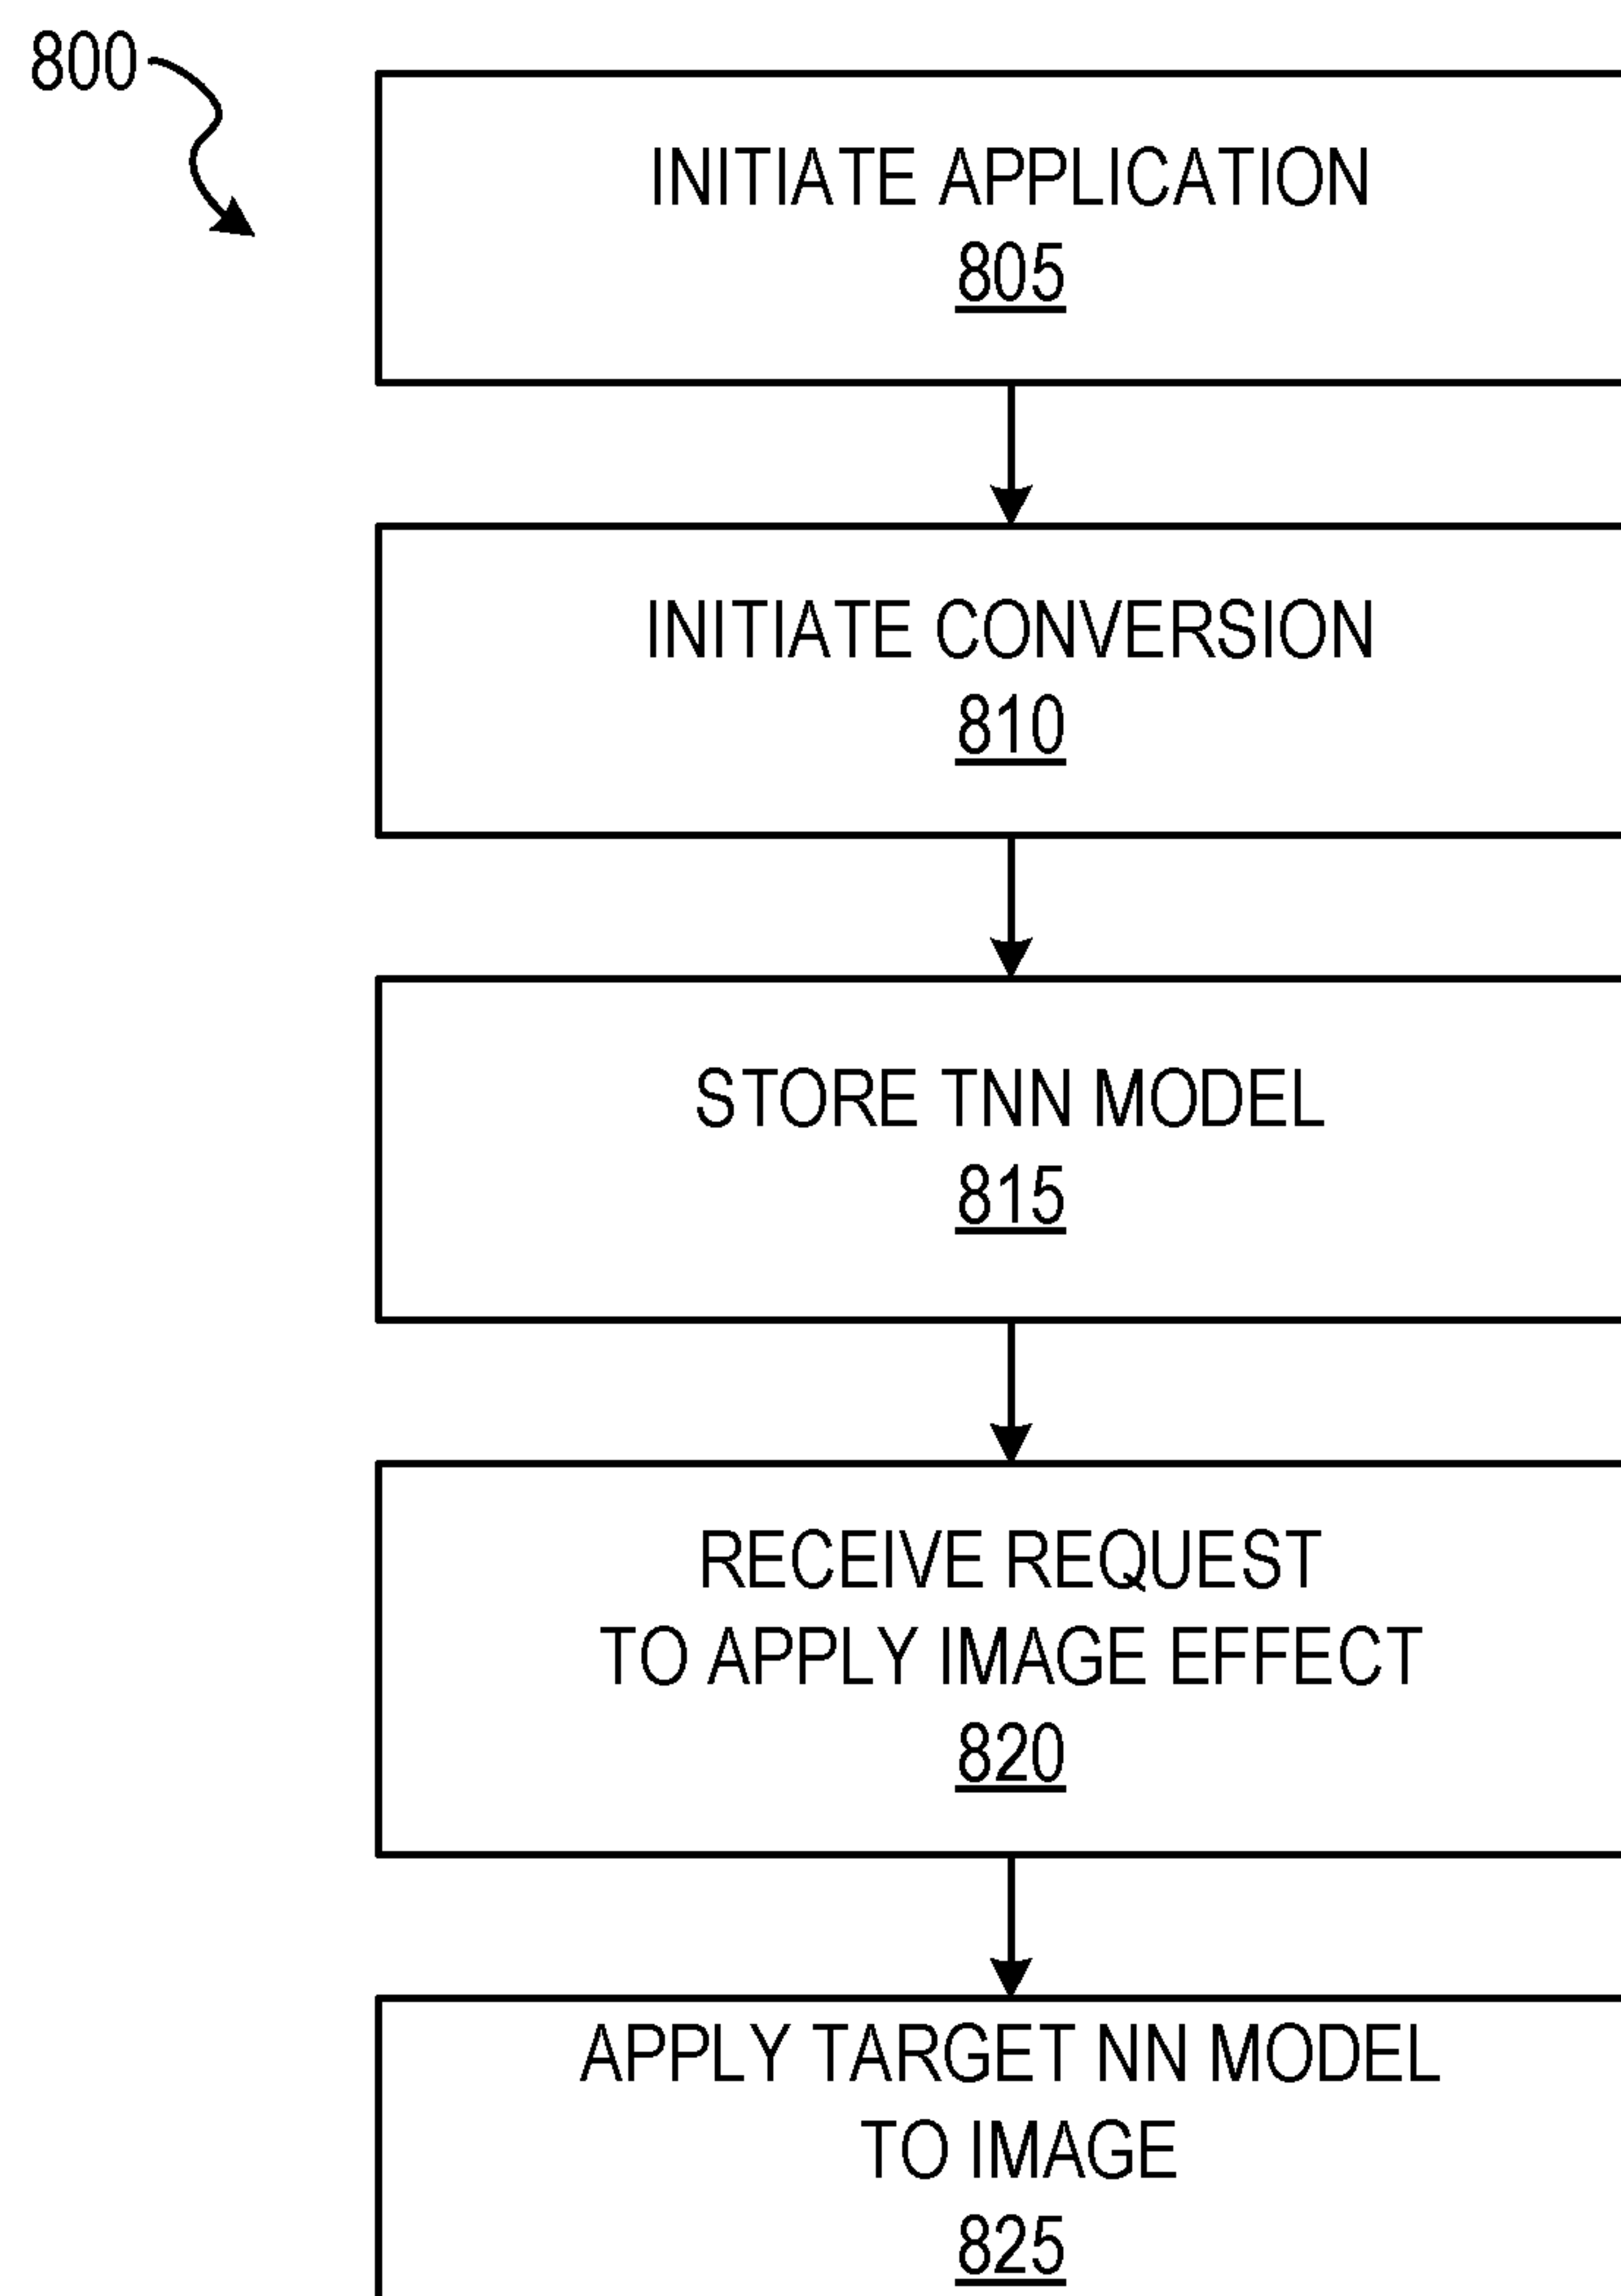 800
INITIATE APPLICATION
805
INITIATE CONVERSION
810
STORE TNN MODEL
815
RECEIVE REQUEST
TO APPLY IMAGE EFFECT
820
APPLY TARGET NN MODEL
TO IMAGE
825